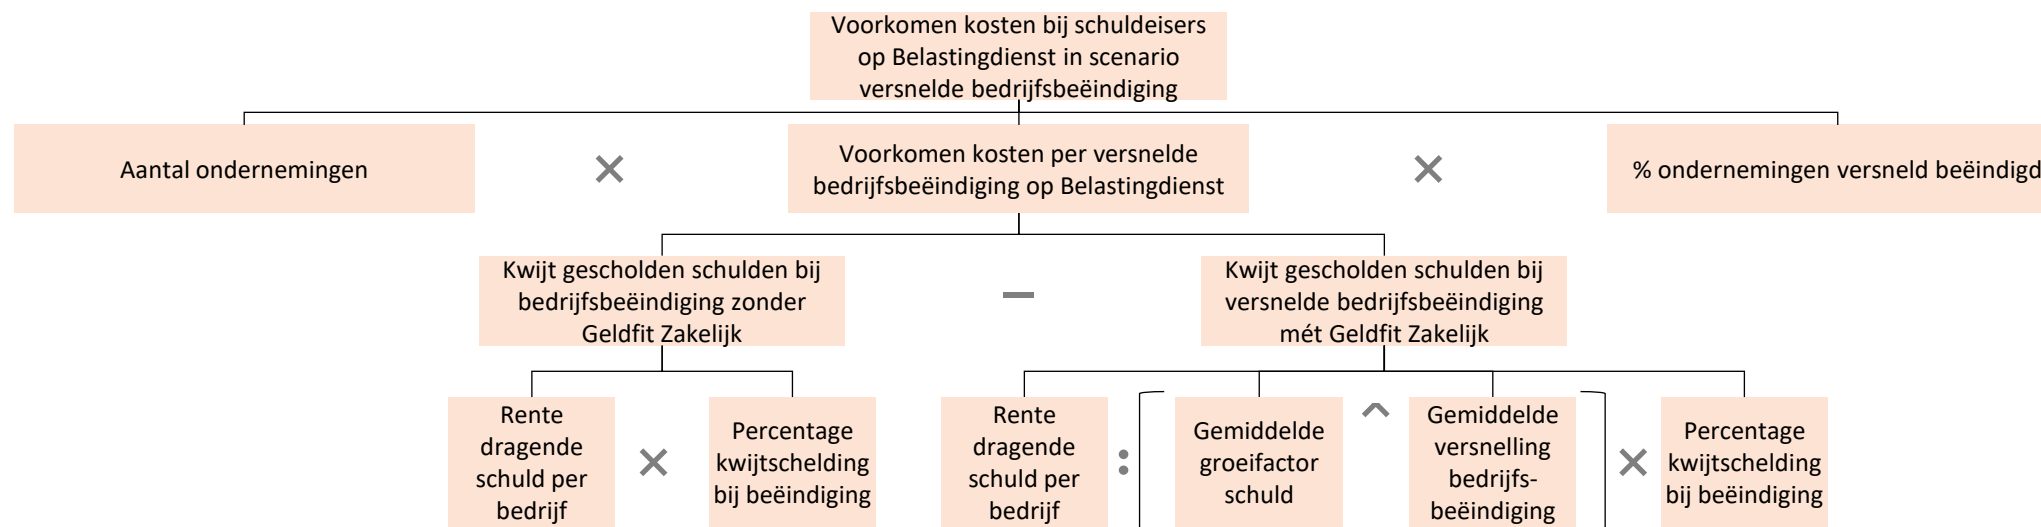 Voorkomen kosten bij schuldeisers
op Belastingdienst in scenario
versnelde bedrijfsbeëindiging
Aantal ondernemingen
×
Voorkomen kosten per versnelde
bedrijfsbeëindiging op Belastingdienst
×
% ondernemingen versneld beëindigd
Kwijt gescholden schulden bij
bedrijfsbeëindiging zonder
Geldfit Zakelijk
–
Kwijt gescholden schulden bij
versnelde bedrijfsbeëindiging
mét Geldfit Zakelijk
Rente
dragende
schuld per
bedrijf
×
Percentage
kwijtschelding
bij beëindiging
Rente
dragende
schuld per
bedrijf
:
Gemiddelde
groeifactor
schuld
^
Gemiddelde
versnelling
bedrijfs-
beëindiging
×
Percentage
kwijtschelding
bij beëindiging